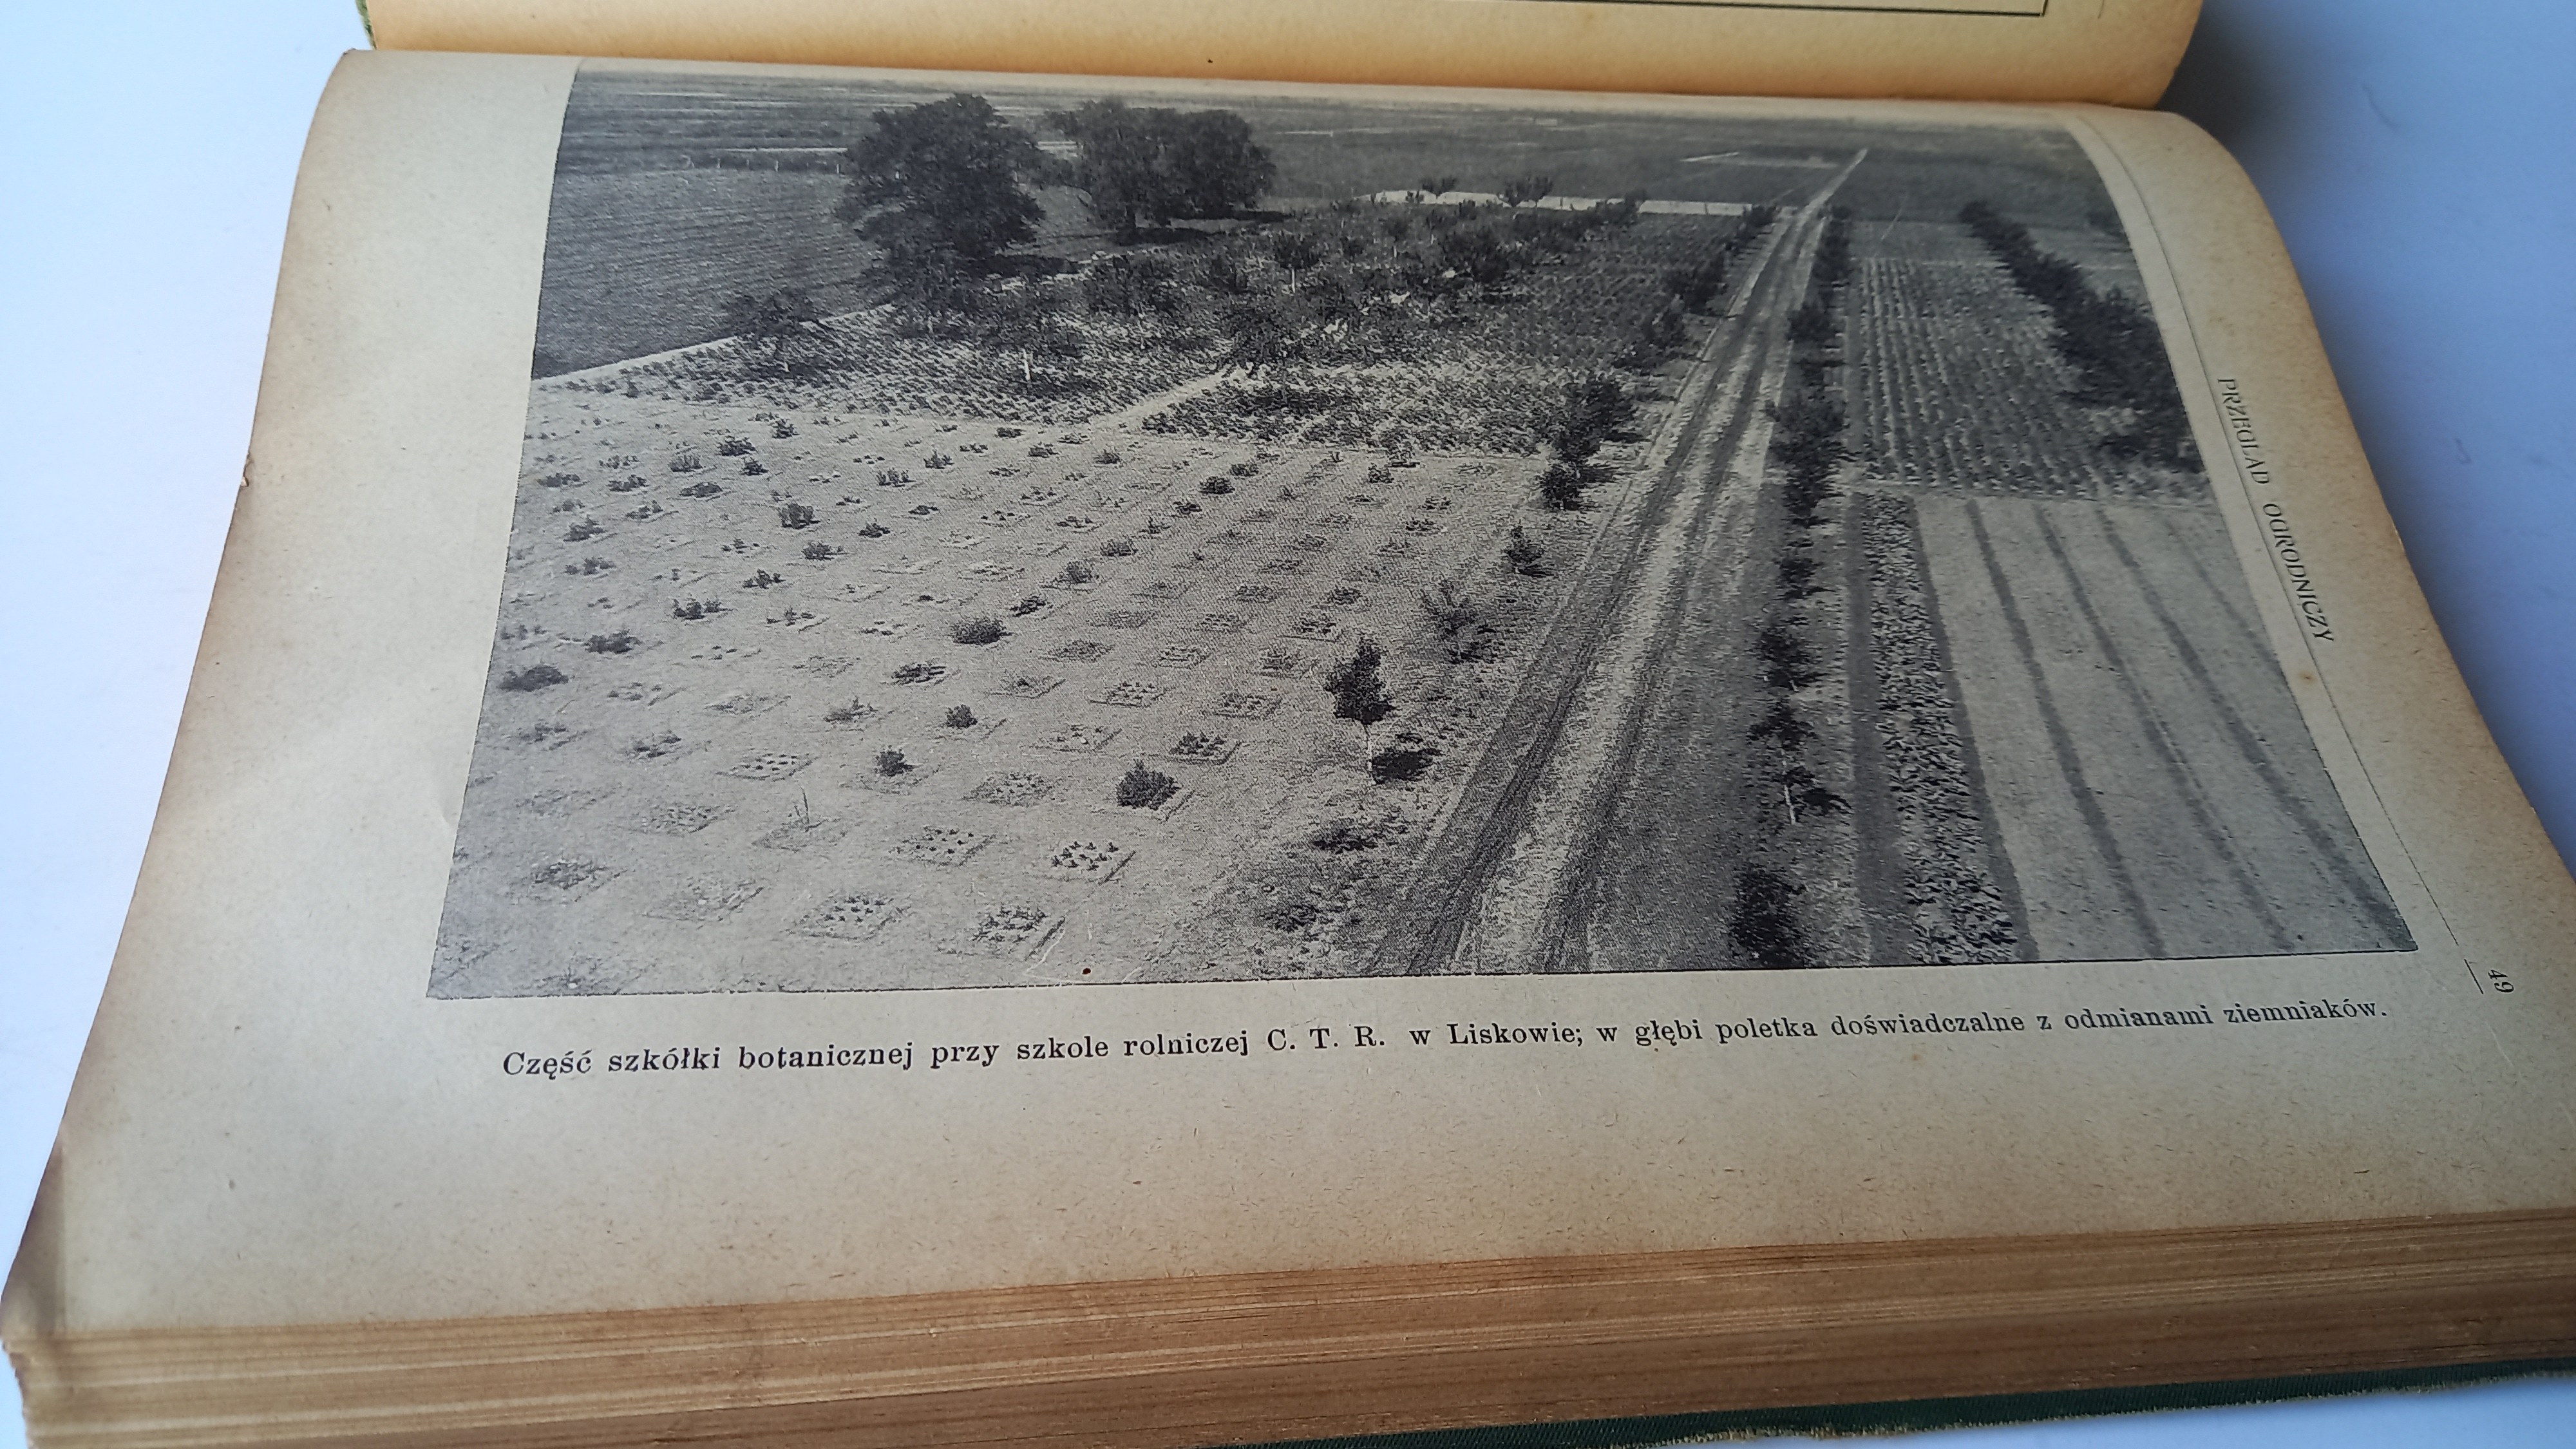 PRZEGLĄD OGRODNICZY
49
Część szkółki botanicznej przy szkole rolniczej C. T. R. w Liskowie; w głębi poletka doświadczalne z odmianami ziemniaków.